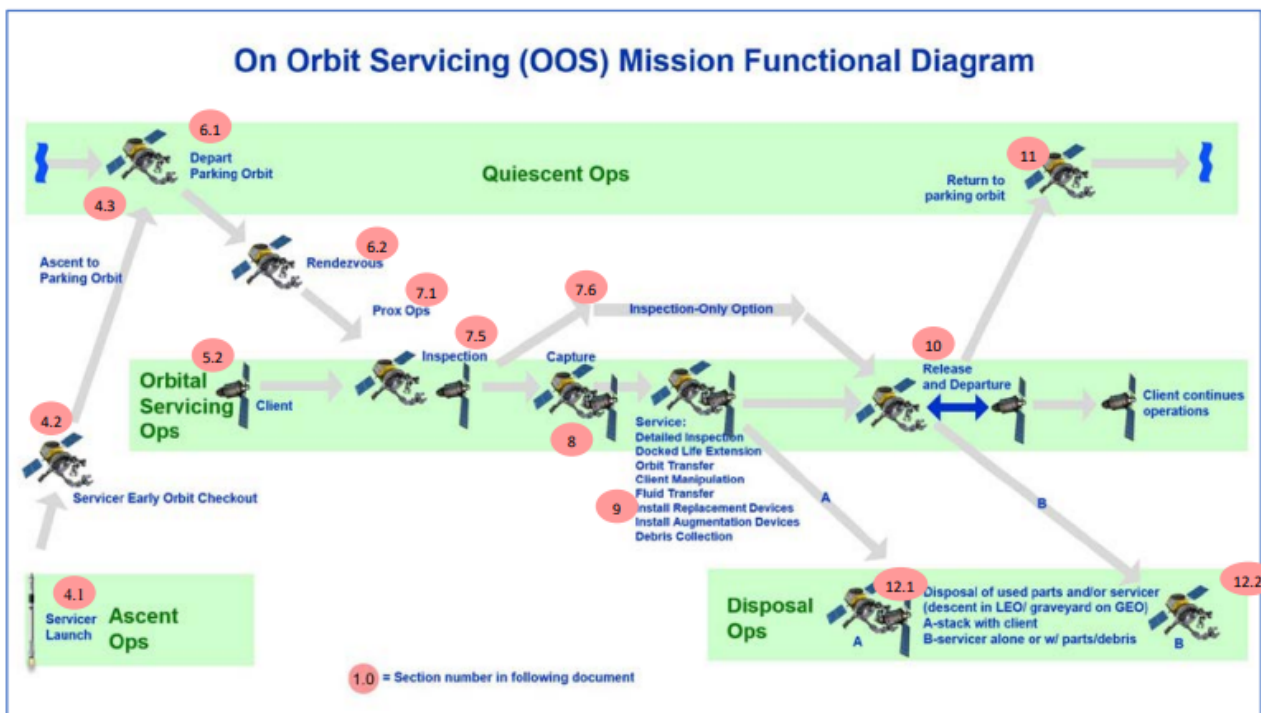 On Orbit Servicing (OOS) Mission Functional Diagram
6.1
Depart
Parking Orbit
Quiescent Ops
11
Return to
parking orbit
4.3
Ascent to
Parking Orbit
6.2
Rendezvous
7.1
Prox Ops
7.6
Inspection-Only Option
5.2
Orbital
Servicing
Ops
Client
7.5
Inspection
Capture
8
10
Release
and Departure
Client continues
operations
4.2
Servicer Early Orbit Checkout
Service:
Detailed Inspection
Docked Life Extension
Orbit Transfer
Client Manipulation
Fluid Transfer
9
Install Replacement Devices
Install Augmentation Devices
Debris Collection
A
B
4.1
Servicer
Launch
Ascent
Ops
Disposal
Ops
12.1
A
Disposal of used parts and/or servicer
(descent in LEO/ graveyard on GEO)
A-stack with client
B-servicer alone or w/ parts/debris
12.2
B
1.0 = Section number in following document